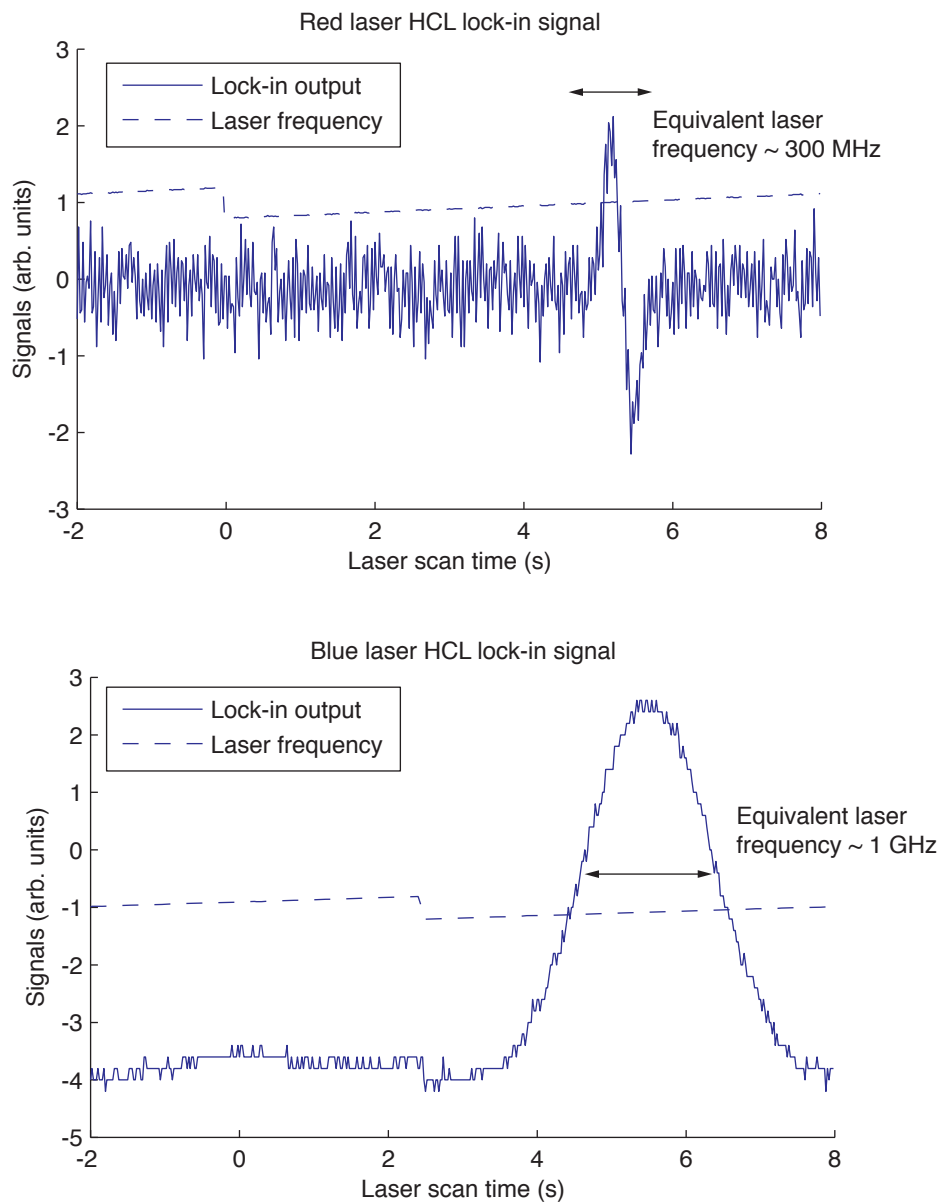 Red laser HCL lock-in signal
3
2
1
0
-1
-2
-3
Signals (arb. units)
Lock-in output
Laser frequency
Equivalent laser
frequency ~ 300 MHz
-2
0
2
4
6
8
Laser scan time (s)
Blue laser HCL lock-in signal
3
2
1
0
-1
-2
-3
-4
-5
Signals (arb. units)
Lock-in output
Laser frequency
Equivalent laser
frequency ~ 1 GHz
-2
0
2
4
6
8
Laser scan time (s)